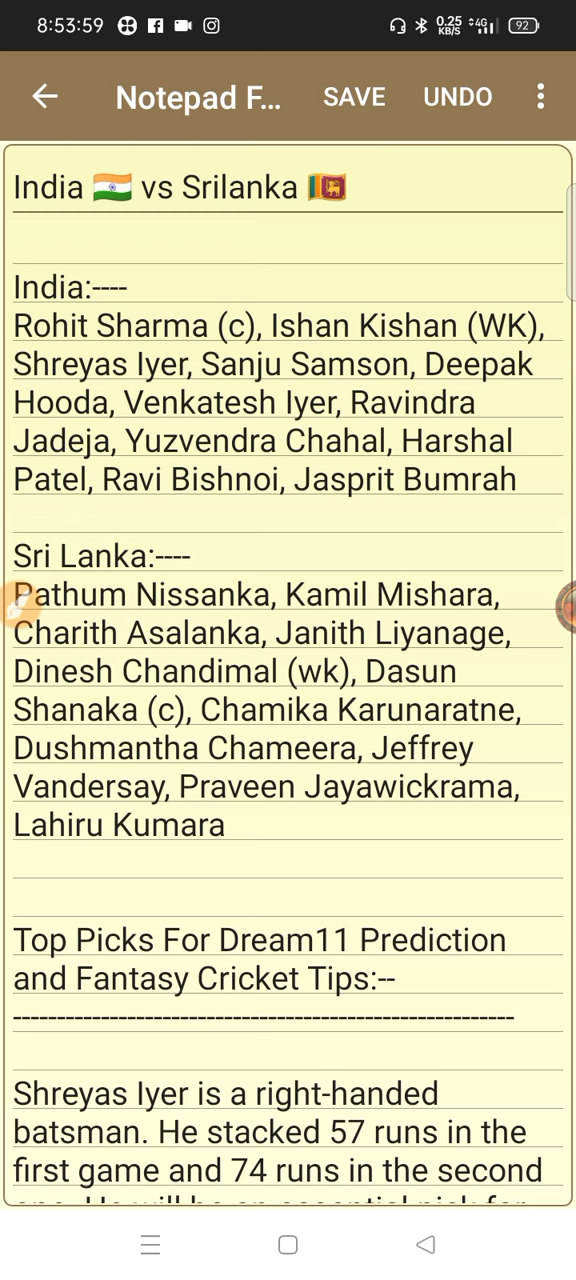 8:53:59 0.25 KB/S 4G 92
Notepad F... SAVE UNDO
India 🇮🇳 vs Srilanka 🇱🇰
India:----
Rohit Sharma (c), Ishan Kishan (WK),
Shreyas Iyer, Sanju Samson, Deepak
Hooda, Venkatesh Iyer, Ravindra
Jadeja, Yuzvendra Chahal, Harshal
Patel, Ravi Bishnoi, Jasprit Bumrah
Sri Lanka:----
Pathum Nissanka, Kamil Mishara,
Charith Asalanka, Janith Liyanage,
Dinesh Chandimal (wk), Dasun
Shanaka (c), Chamika Karunaratne,
Dushmantha Chameera, Jeffrey
Vandersay, Praveen Jayawickrama,
Lahiru Kumara
Top Picks For Dream11 Prediction
and Fantasy Cricket Tips:--
---------------------------------------------------------
Shreyas Iyer is a right-handed
batsman. He stacked 57 runs in the
first game and 74 runs in the second